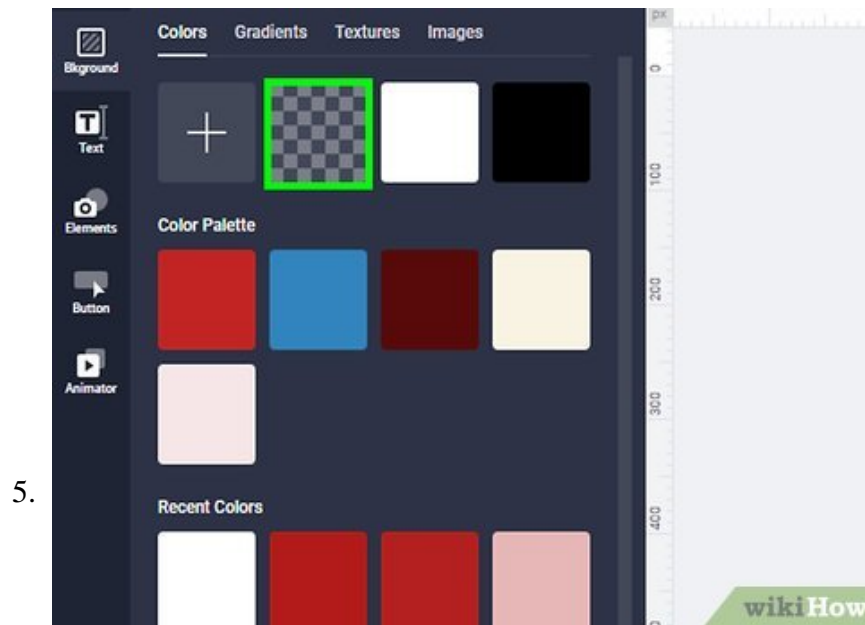 Colors Gradients Textures Images
Bkground
Text
Elements
Button
Animator
Color Palette
Recent Colors
px
0
100
200
300
400
5.
wikiHow